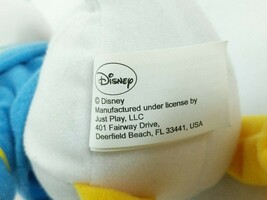 Disney
© Disney
Manufactured under license by
Just Play, LLC
401 Fairway Drive,
Deerfield Beach, FL 33441, USA